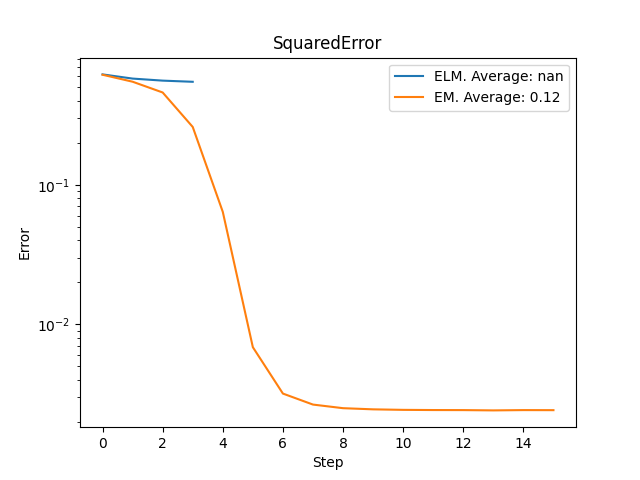 SquaredError
ELM. Average: nan
EM. Average: 0.12
10⁻¹
10⁻²
Error
0 2 4 6 8 10 12 14
Step